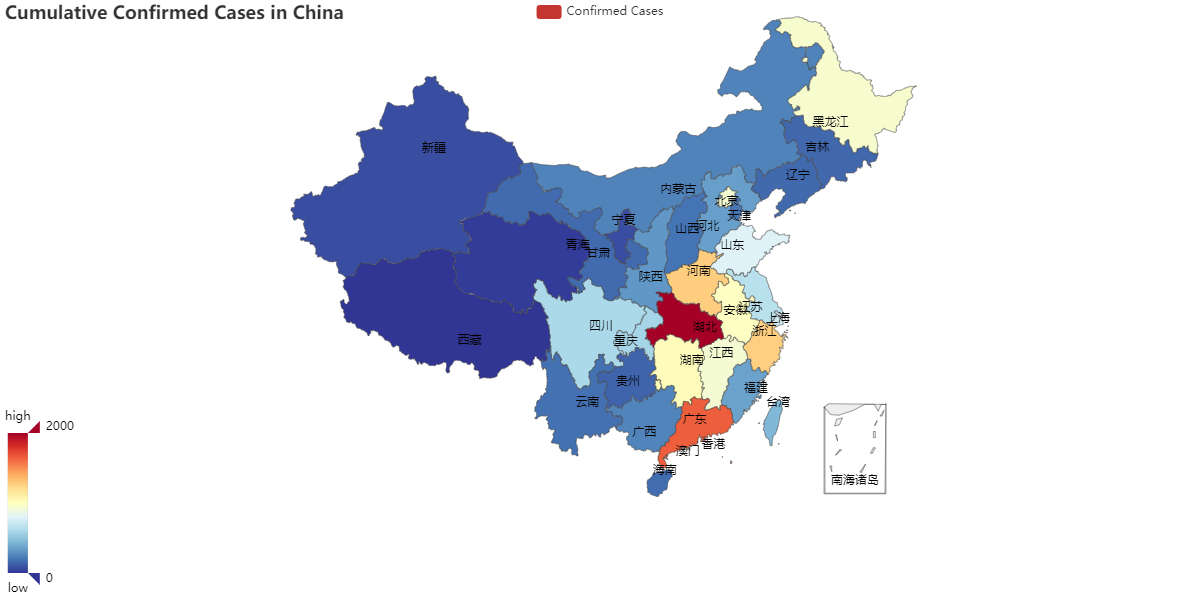 Cumulative Confirmed Cases in China
Confirmed Cases
黑龙江
吉林
新疆
辽宁
内蒙古
北京
天津
宁夏
河北
山西
青海
山东
甘肃
河南
陕西
江苏
安徽
上海
四川
湖北
浙江
西藏
重庆
江西
湖南
贵州
福建
云南
台湾
high
2000
广东
广西
香港
澳门
海南
南海诸岛
0
low